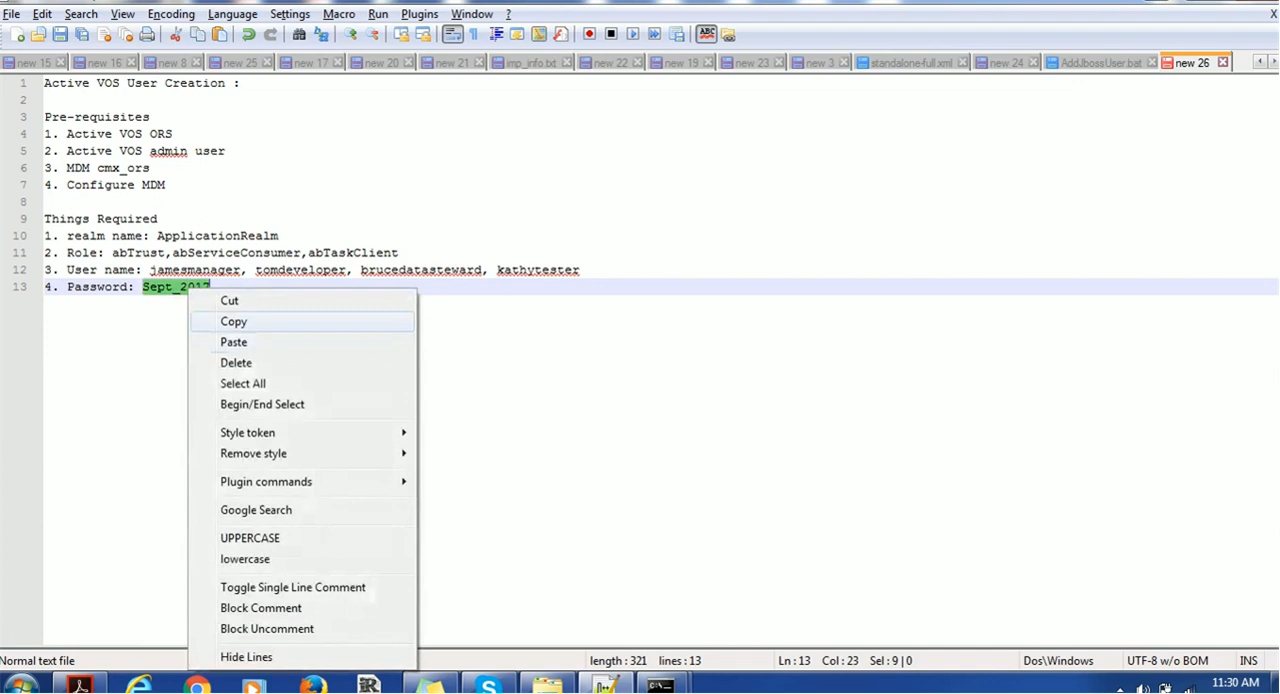 File Edit Search View Encoding Language Settings Macro Run Plugins Window ? X
new 15 new 16 new 8 new 25 new 17 new 20 new 21 mp_info.txt new 22 new 19 new 23 new 3 standalone-full.xml new 24 AddJbossUser.bat new 26
1 Active VOS User Creation :
2
3 Pre-requisites
4 1. Active VOS ORS
5 2. Active VOS admin user
6 3. MDM cmx_ors
7 4. Configure MDM
8
9 Things Required
10 1. realm name: ApplicationRealm
11 2. Role: abTrust,abServiceConsumer,abTaskClient
12 3. User name: jamesmanager, tomdeveloper, brucedatasteward, kathytester
13 4. Password: Sept_2017
Cut
Copy
Paste
Delete
Select All
Begin/End Select
Style token
Remove style
Plugin commands
Google Search
UPPERCASE
lowercase
Toggle Single Line Comment
Block Comment
Block Uncomment
Hide Lines
Normal text file length : 321 lines : 13 Ln : 13 Col : 23 Sel : 9 | 0 Dos\Windows UTF-8 w/o BOM INS
11:30 AM